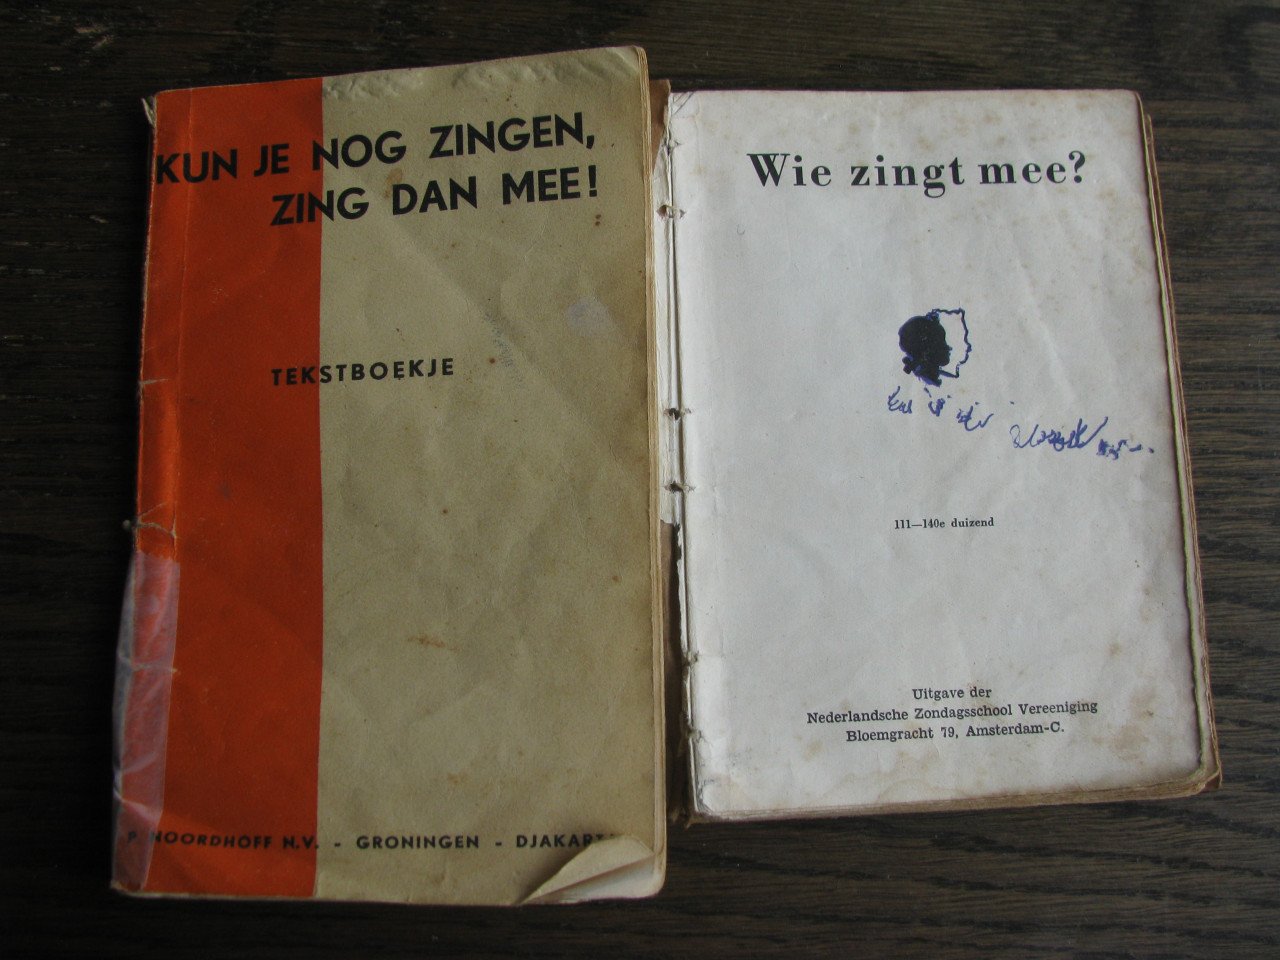 KUN JE NOG ZINGEN,
ZING DAN MEE!
TEKSTBOEKJE
P. NOORDHOFF N.V. - GRONINGEN - DJAKARTA
Wie zingt mee?
111—140e duizend
Uitgave der
Nederlandsche Zondagsschool Vereeniging
Bloemgracht 79, Amsterdam-C.